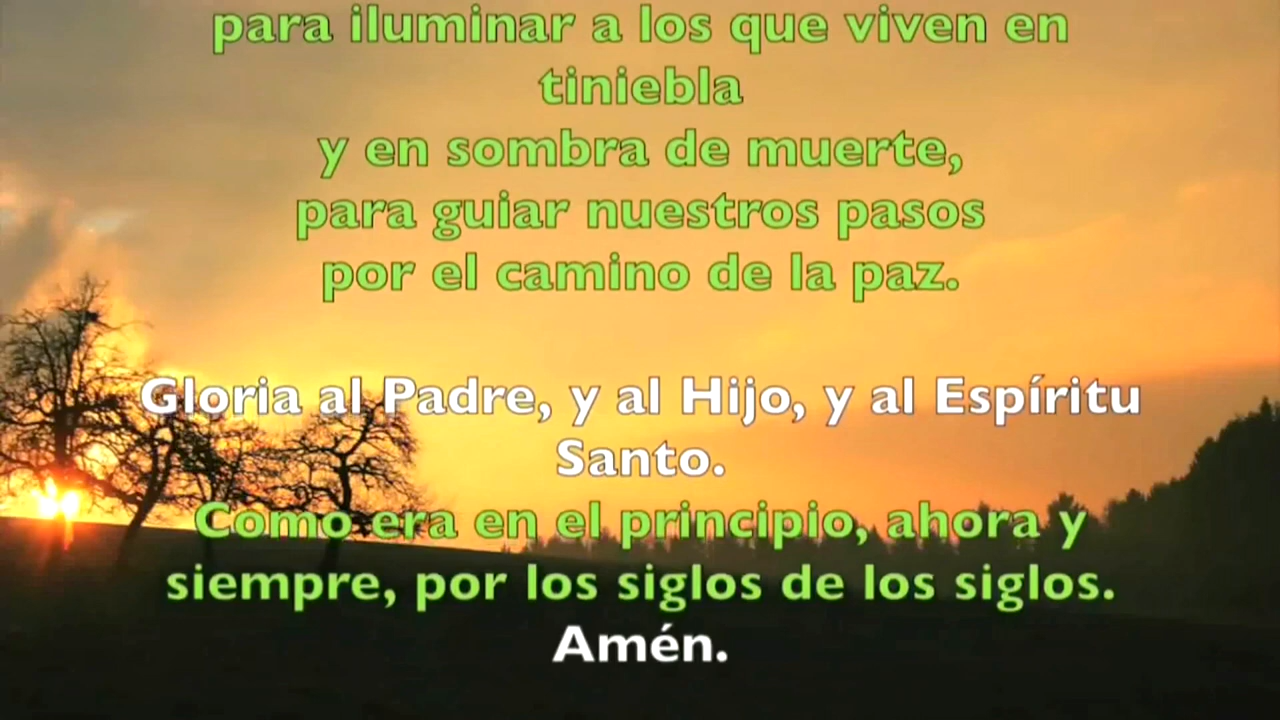 para iluminar a los que viven en
tiniebla
y en sombra de muerte,
para guiar nuestros pasos
por el camino de la paz.
Gloria al Padre, y al Hijo, y al Espíritu
Santo.
Como era en el principio, ahora y
siempre, por los siglos de los siglos.
Amén.